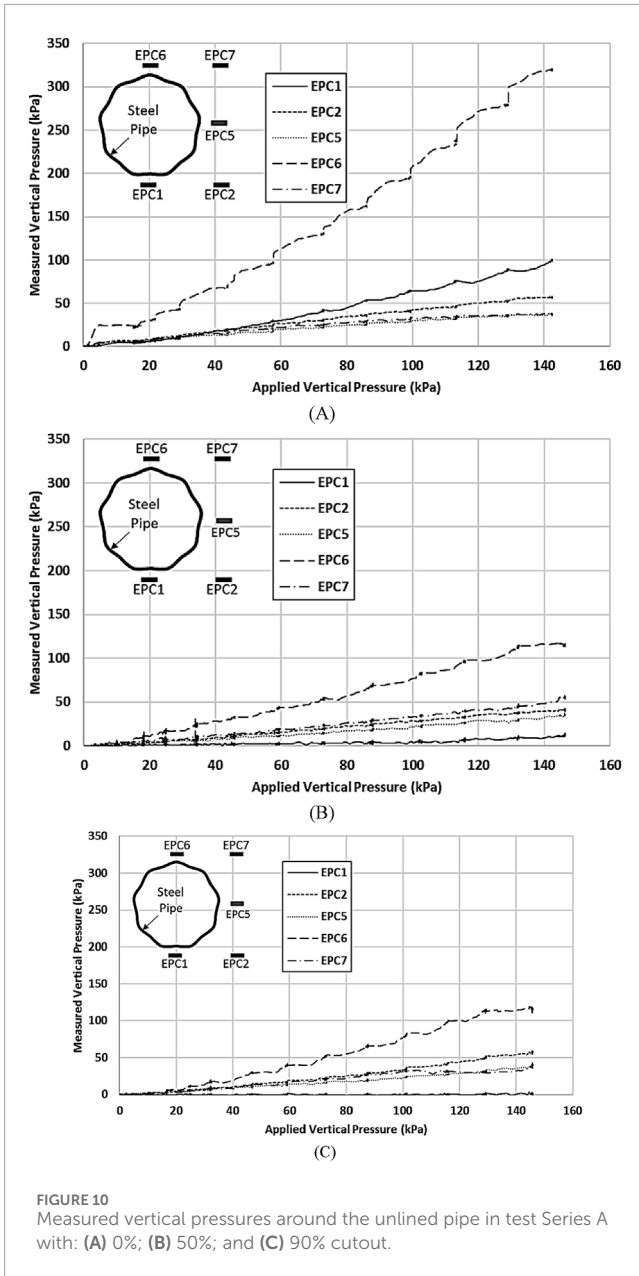 350
300
250
200
150
100
50
0
Measured Vertical Pressure (kPa)
EPC6
EPC7
Steel
Pipe
EPC5
EPC1
EPC2
EPC1
EPC2
EPC5
EPC6
EPC7
0 20 40 60 80 100 120 140 160
Applied Vertical Pressure (kPa)
(A)
350
300
250
200
150
100
50
0
Measured Vertical Pressure (kPa)
EPC6
EPC7
Steel
Pipe
EPC5
EPC1
EPC2
EPC1
EPC2
EPC5
EPC6
EPC7
0 20 40 60 80 100 120 140 160
Applied Vertical Pressure (kPa)
(B)
350
300
250
200
150
100
50
0
Measured Vertical Pressure (kPa)
EPC6
EPC7
Steel
Pipe
EPC5
EPC1
EPC2
EPC1
EPC2
EPC5
EPC6
EPC7
0 20 40 60 80 100 120 140 160
Applied Vertical Pressure (kPa)
(C)
FIGURE 10
Measured vertical pressures around the unlined pipe in test Series A
with: (A) 0%; (B) 50%; and (C) 90% cutout.